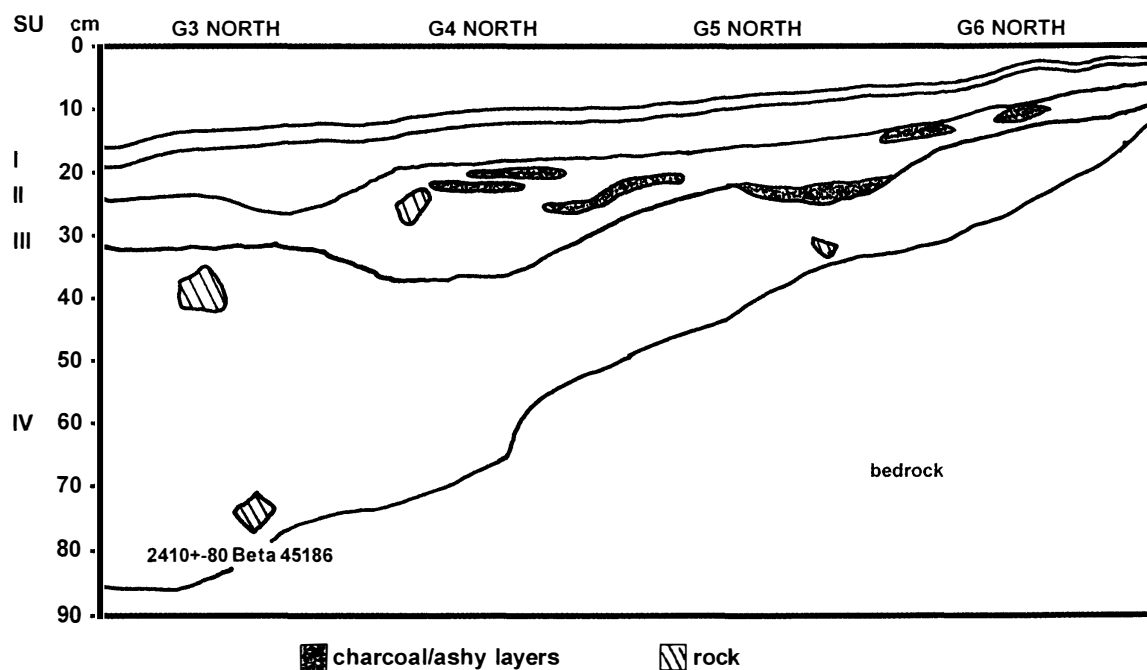 SU cm G3 NORTH G4 NORTH G5 NORTH G6 NORTH
0
10
I
20
II
30
III
40
50
IV 60
70 bedrock
2410+-80 Beta 45186
80
90
charcoal/ashy layers rock